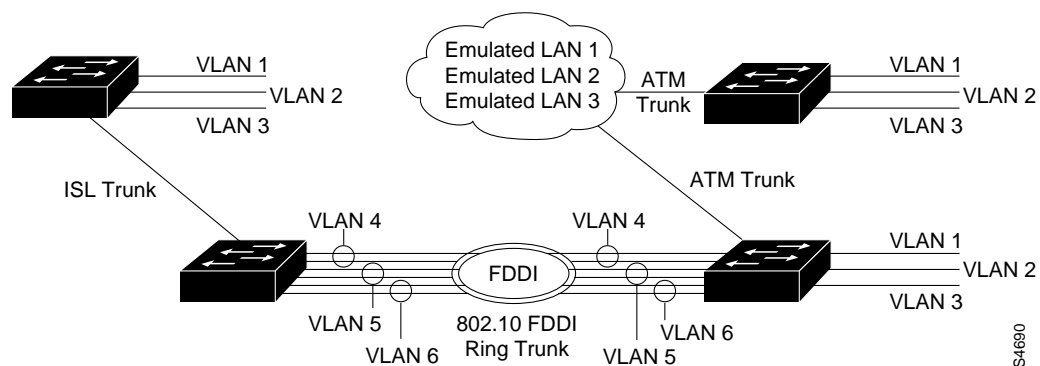 VLAN 1
VLAN 2
VLAN 3
Emulated LAN 1
Emulated LAN 2
Emulated LAN 3
ATM
Trunk
VLAN 1
VLAN 2
VLAN 3
ISL Trunk
ATM Trunk
VLAN 4
FDDI
VLAN 4
VLAN 1
VLAN 2
VLAN 3
VLAN 5
VLAN 6
802.10 FDDI
Ring Trunk
VLAN 6
VLAN 5
S4690